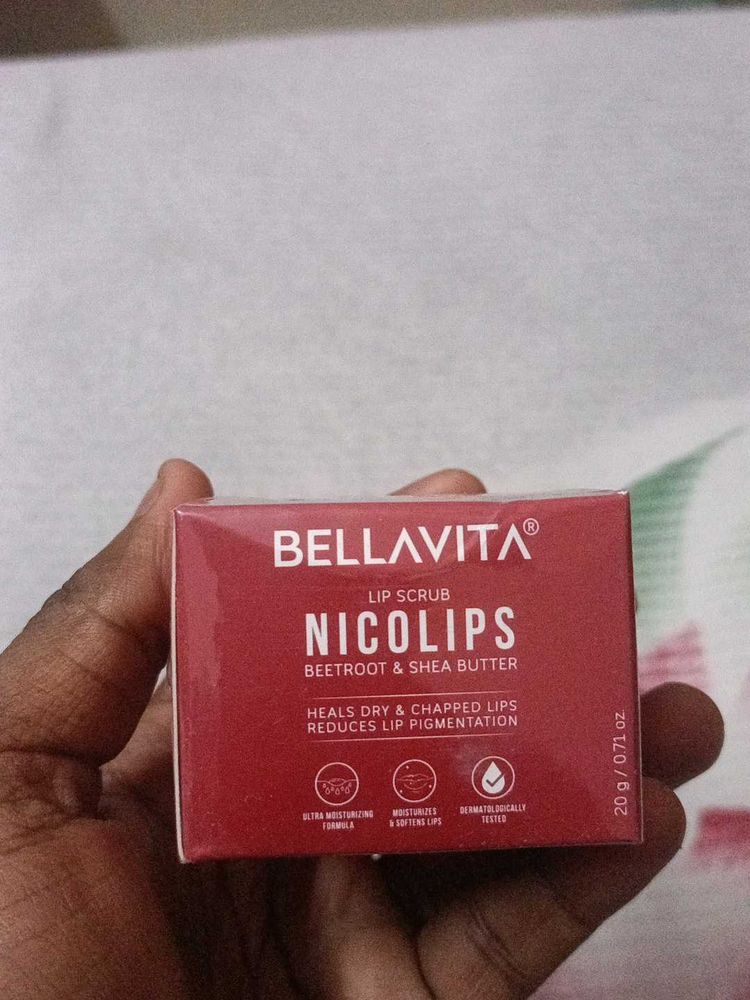 BELLAVITA®
LIP SCRUB
NICOLIPS
BEETROOT & SHEA BUTTER
HEALS DRY & CHAPPED LIPS
REDUCES LIP PIGMENTATION
ULTRA MOISTURIZING
FORMULA
MOISTURIZES
& SOFTENS LIPS
DERMATOLOGICALLY
TESTED
20 g / 0.71 oz